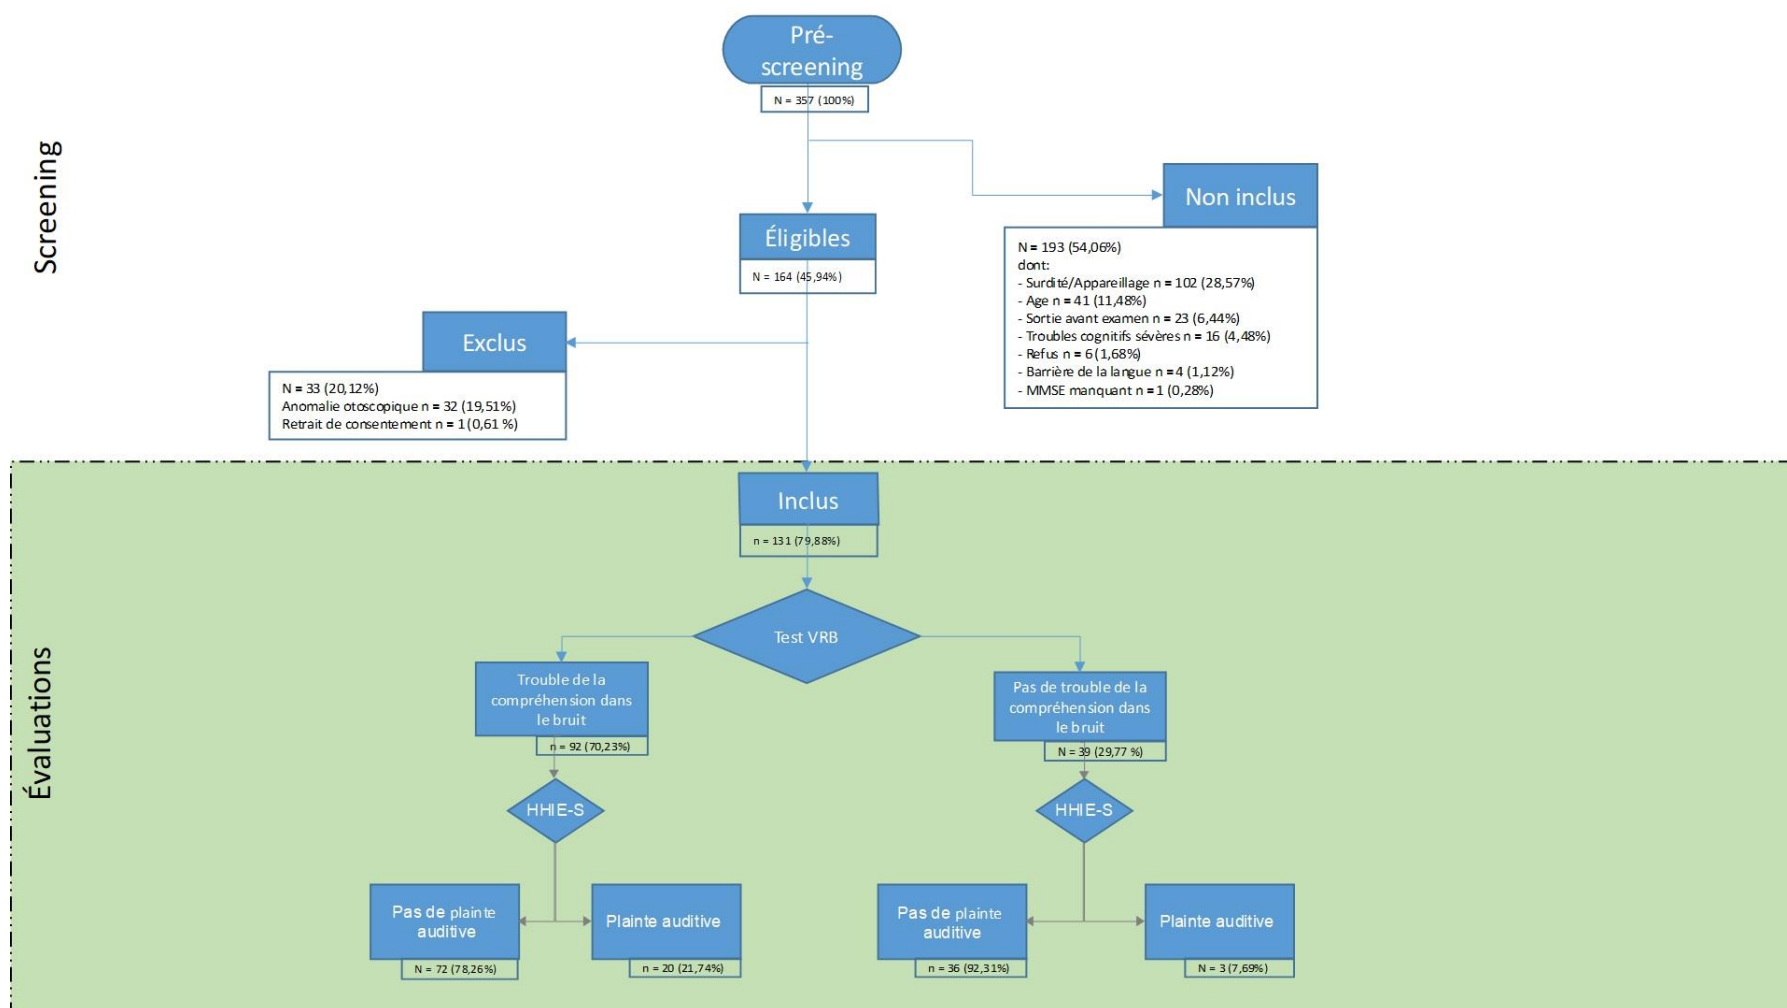 Pré-
screening
N = 357 (100%)
Screening
Non inclus
Éligibles
N = 164 (45,94%)
N = 193 (54,06%)
dont:
- Surdité/Appareillage n = 102 (28,57%)
- Age n = 41 (11,48%)
- Sortie avant examen n = 23 (6,44%)
- Troubles cognitifs sévères n = 16 (4,48%)
- Refus n = 6 (1,68%)
- Barrière de la langue n = 4 (1,12%)
- MMSE manquant n = 1 (0,28%)
Exclus
N = 33 (20,12%)
Anomalie otoscopique n = 32 (19,51%)
Retrait de consentement n = 1 (0,61 %)
Inclus
n = 131 (79,88%)
Évaluations
Test VRB
Trouble de la
compréhension dans
le bruit
n = 92 (70,23%)
Pas de trouble de la
compréhension dans
le bruit
N = 39 (29,77 %)
HHIE-S
HHIE-S
Pas de plainte
auditive
N = 72 (78,26%)
Plainte auditive
n = 20 (21,74%)
Pas de plainte
auditive
n = 36 (92,31%)
Plainte auditive
N = 3 (7,69%)